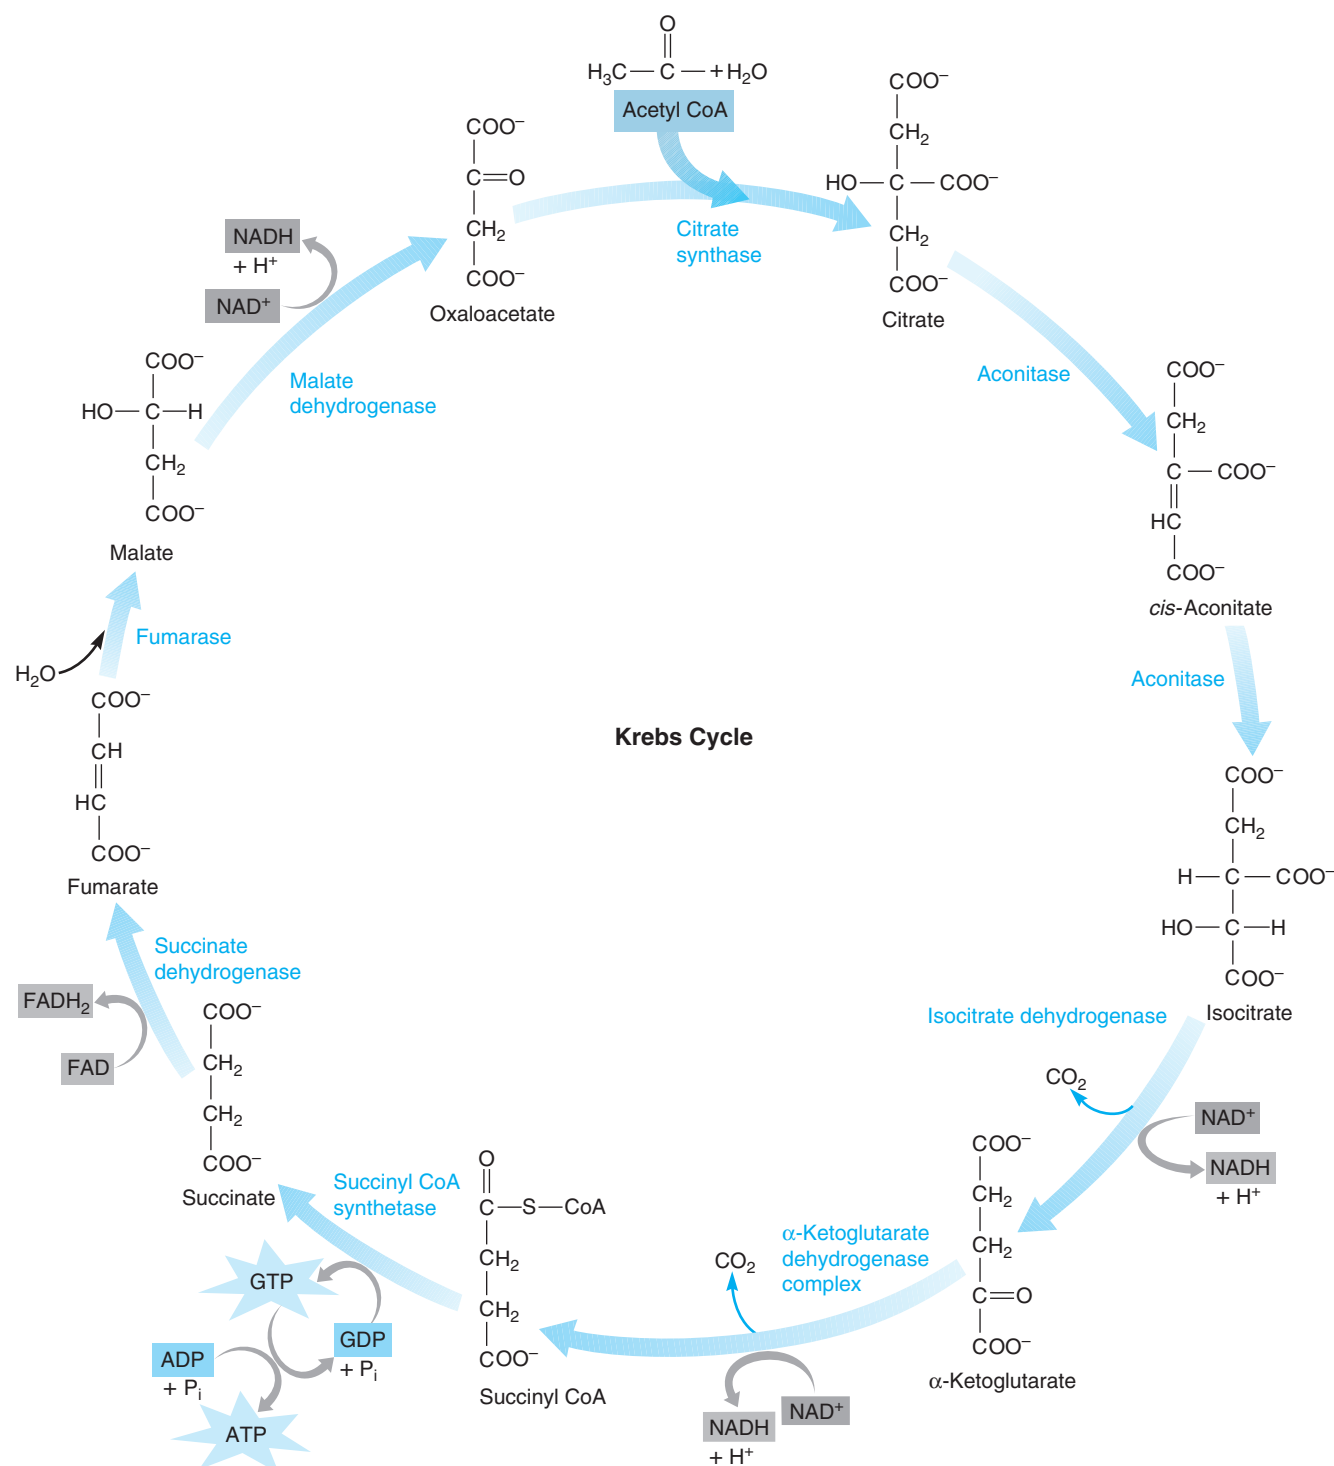 O
H₃C—C—+H₂O
Acetyl CoA
COO⁻
C=O
CH₂
COO⁻
Oxaloacetate
Citrate
synthase
COO⁻
CH₂
HO—C—COO⁻
CH₂
COO⁻
Citrate
Aconitase
COO⁻
CH₂
C—COO⁻
HC
COO⁻
cis-Aconitate
Aconitase
COO⁻
CH₂
H—C—COO⁻
HO—C—H
COO⁻
Isocitrate
Isocitrate dehydrogenase
CO₂
NAD⁺
NADH
+ H⁺
COO⁻
CH₂
CH₂
C=O
COO⁻
α-Ketoglutarate
α-Ketoglutarate
dehydrogenase
complex
CO₂
NAD⁺
NADH
+ H⁺
O
C—S—CoA
CH₂
CH₂
COO⁻
Succinyl CoA
Succinyl CoA
synthetase
GTP
GDP
+ Pᵢ
ADP
+ Pᵢ
ATP
COO⁻
CH₂
CH₂
COO⁻
Succinate
Succinate
dehydrogenase
FADH₂
FAD
COO⁻
CH
HC
COO⁻
Fumarate
H₂O
Fumarase
COO⁻
HO—C—H
CH₂
COO⁻
Malate
Malate
dehydrogenase
NADH
+ H⁺
NAD⁺
Krebs Cycle